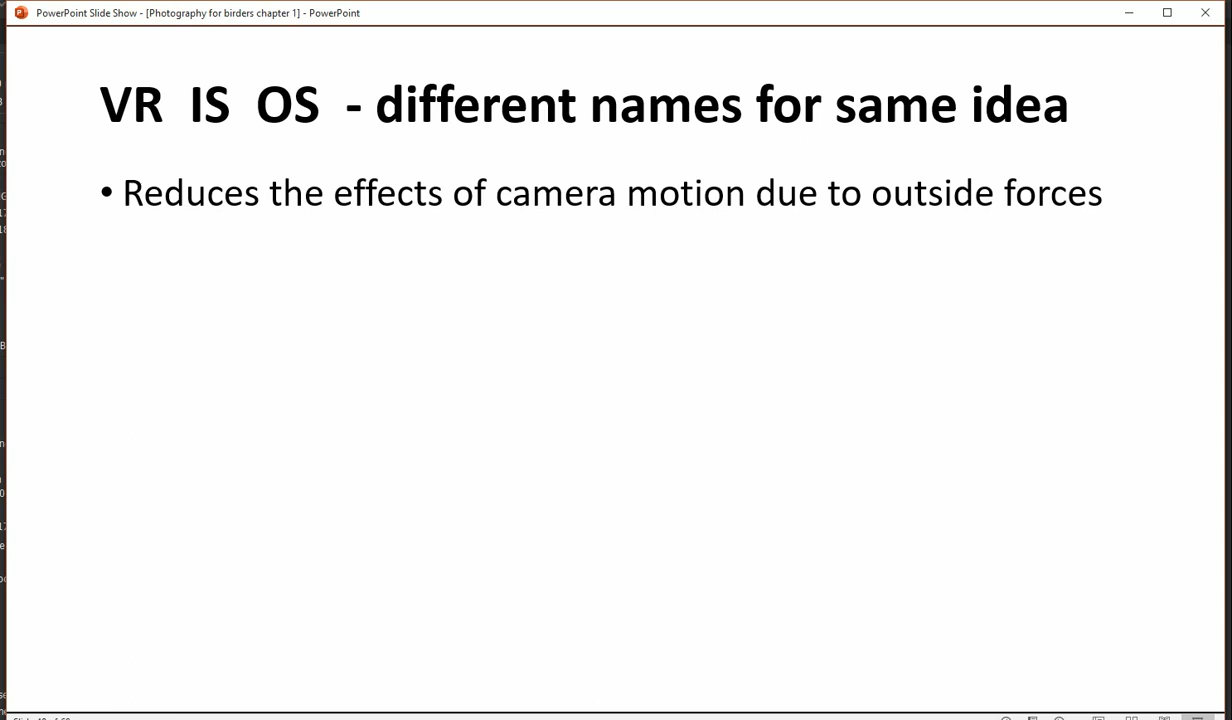 PowerPoint Slide Show - [Photography for birders chapter 1] - PowerPoint
VR IS OS - different names for same idea
• Reduces the effects of camera motion due to outside forces